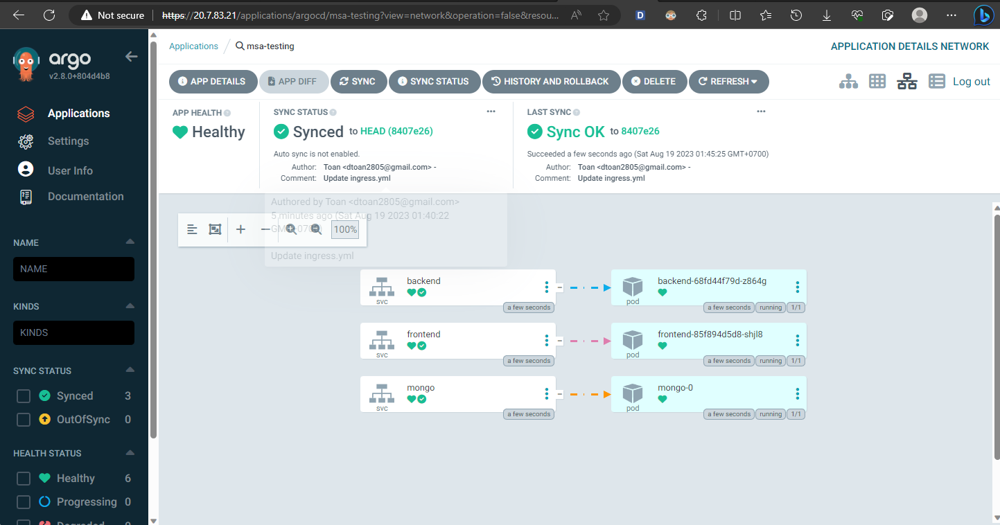 Not secure https://20.7.83.21/applications/argocd/msa-testing?view=network&operation=false&resou...
argo
v2.8.0+804d4b8
Applications
Settings
User Info
Documentation
NAME
NAME
KINDS
KINDS
SYNC STATUS
Synced 3
OutOfSync 0
HEALTH STATUS
Healthy 6
Progressing 0
Degraded 0
Applications / msa-testing
APPLICATION DETAILS NETWORK
APP DETAILS APP DIFF SYNC SYNC STATUS HISTORY AND ROLLBACK DELETE REFRESH Log out
APP HEALTH
Healthy
SYNC STATUS
Synced to HEAD (8407e26)
Auto sync is not enabled.
Author: Toan <dtoan2805@gmail.com> -
Comment: Update ingress.yml
LAST SYNC
Sync OK to 8407e26
Succeeded a few seconds ago (Sat Aug 19 2023 01:45:25 GMT+0700)
Author: Toan <dtoan2805@gmail.com> -
Comment: Update ingress.yml
Authored by Toan <dtoan2805@gmail.com>
5 minutes ago (Sat Aug 19 2023 01:40:22
GMT+0700)
Update ingress.yml
100%
backend
svc
a few seconds
backend-68fd44f79d-z864g
pod
a few seconds running 1/1
frontend
svc
a few seconds
frontend-85f894d5d8-shjl8
pod
a few seconds running 1/1
mongo
svc
a few seconds
mongo-0
pod
a few seconds running 1/1